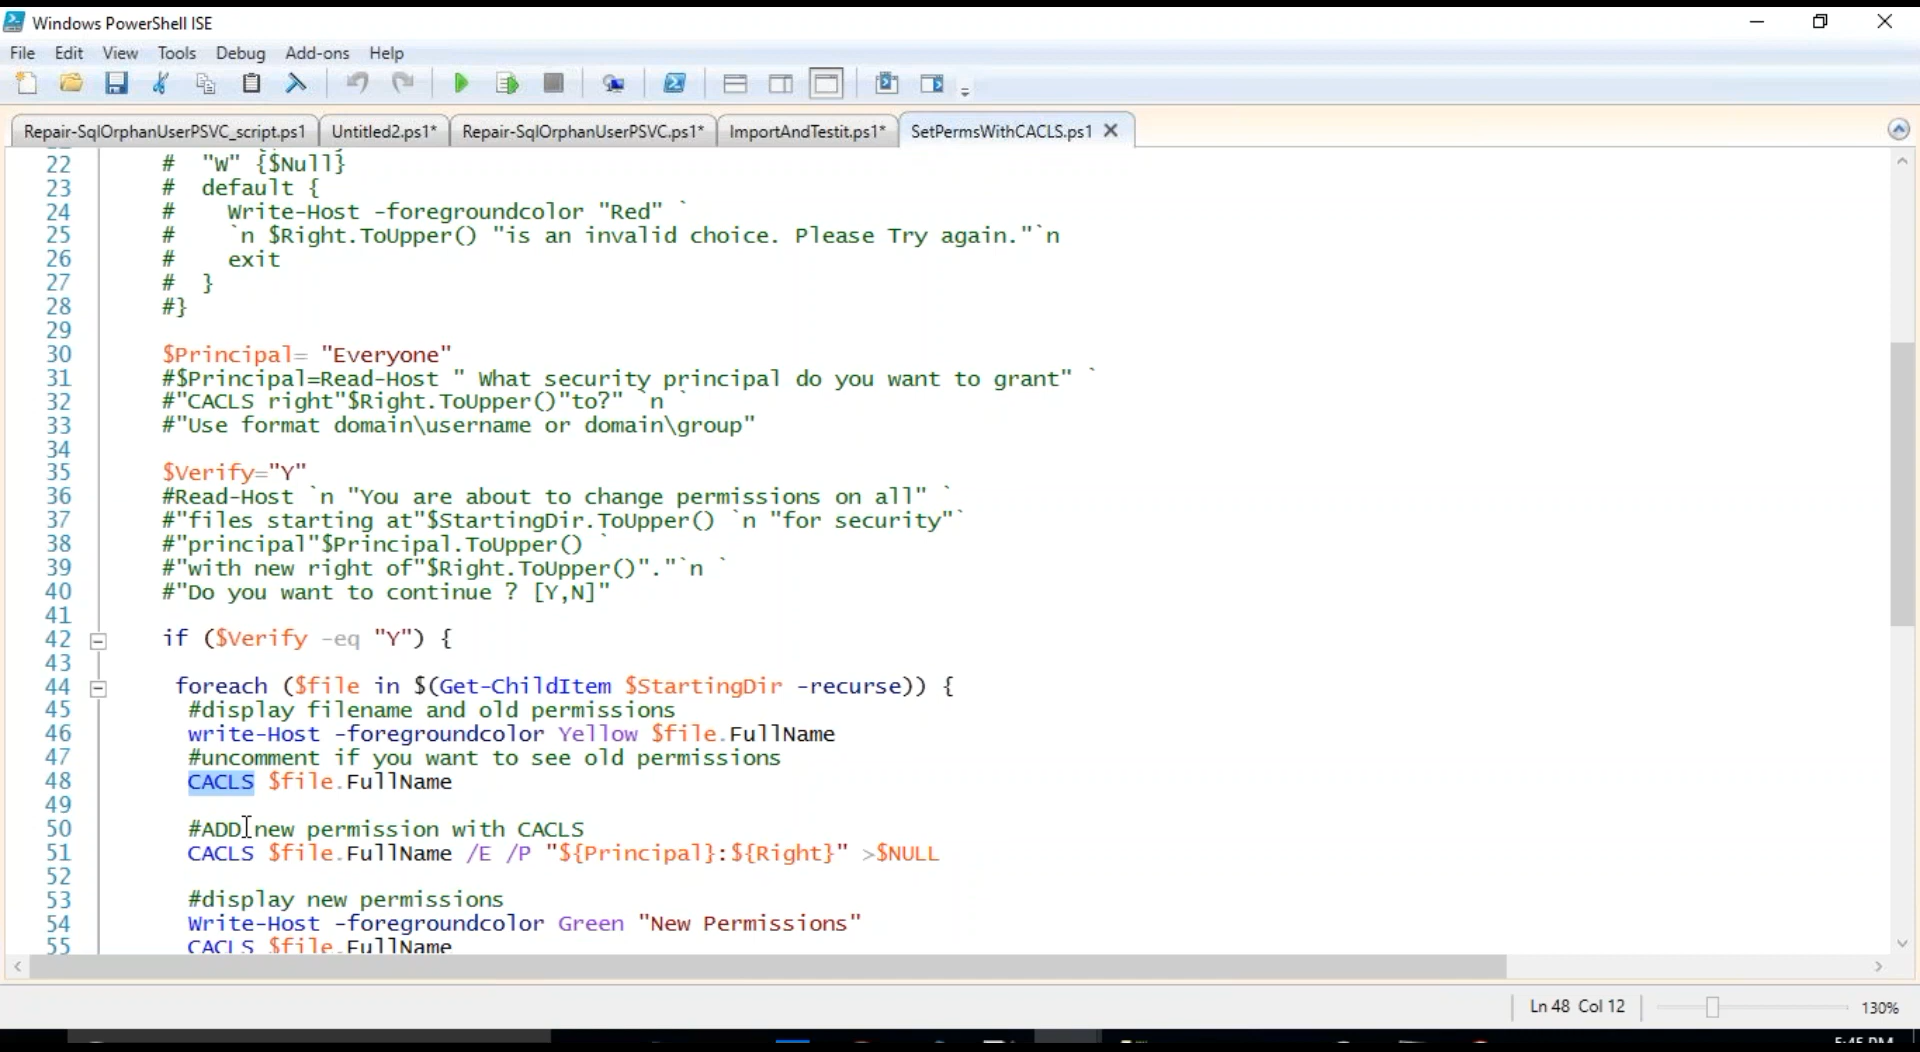 Windows PowerShell ISE
File Edit View Tools Debug Add-ons Help
Repair-SqlOrphanUserPSVC_script.ps1 Untitled2.ps1* Repair-SqlOrphanUserPSVC.ps1* ImportAndTestit.ps1* SetPermsWithCACLS.ps1
22 # "W" {$Null}
23 # default {
24 # Write-Host -foregroundcolor "Red" `
25 # `n $Right.ToUpper() "is an invalid choice. Please Try again."`n
26 # exit
27 # }
28 #}
29
30 $Principal= "Everyone"
31 #$Principal=Read-Host " What security principal do you want to grant" `
32 #"CACLS right"$Right.ToUpper()"to?" `n `
33 #"Use format domain\username or domain\group"
34
35 $Verify="Y"
36 #Read-Host `n "You are about to change permissions on all" `
37 #"files starting at"$StartingDir.ToUpper() `n "for security"`
38 #"principal"$Principal.ToUpper() `
39 #"with new right of"$Right.ToUpper()"."`n `
40 #"Do you want to continue ? [Y,N]"
41
42 if ($Verify -eq "Y") {
43
44 foreach ($file in $(Get-ChildItem $StartingDir -recurse)) {
45 #display filename and old permissions
46 write-Host -foregroundcolor Yellow $file.FullName
47 #uncomment if you want to see old permissions
48 CACLS $file.FullName
49
50 #ADD new permission with CACLS
51 CACLS $file.FullName /E /P "${Principal}:${Right}" >$NULL
52
53 #display new permissions
54 Write-Host -foregroundcolor Green "New Permissions"
55 CACLS $file.FullName
Ln 48 Col 12 130%